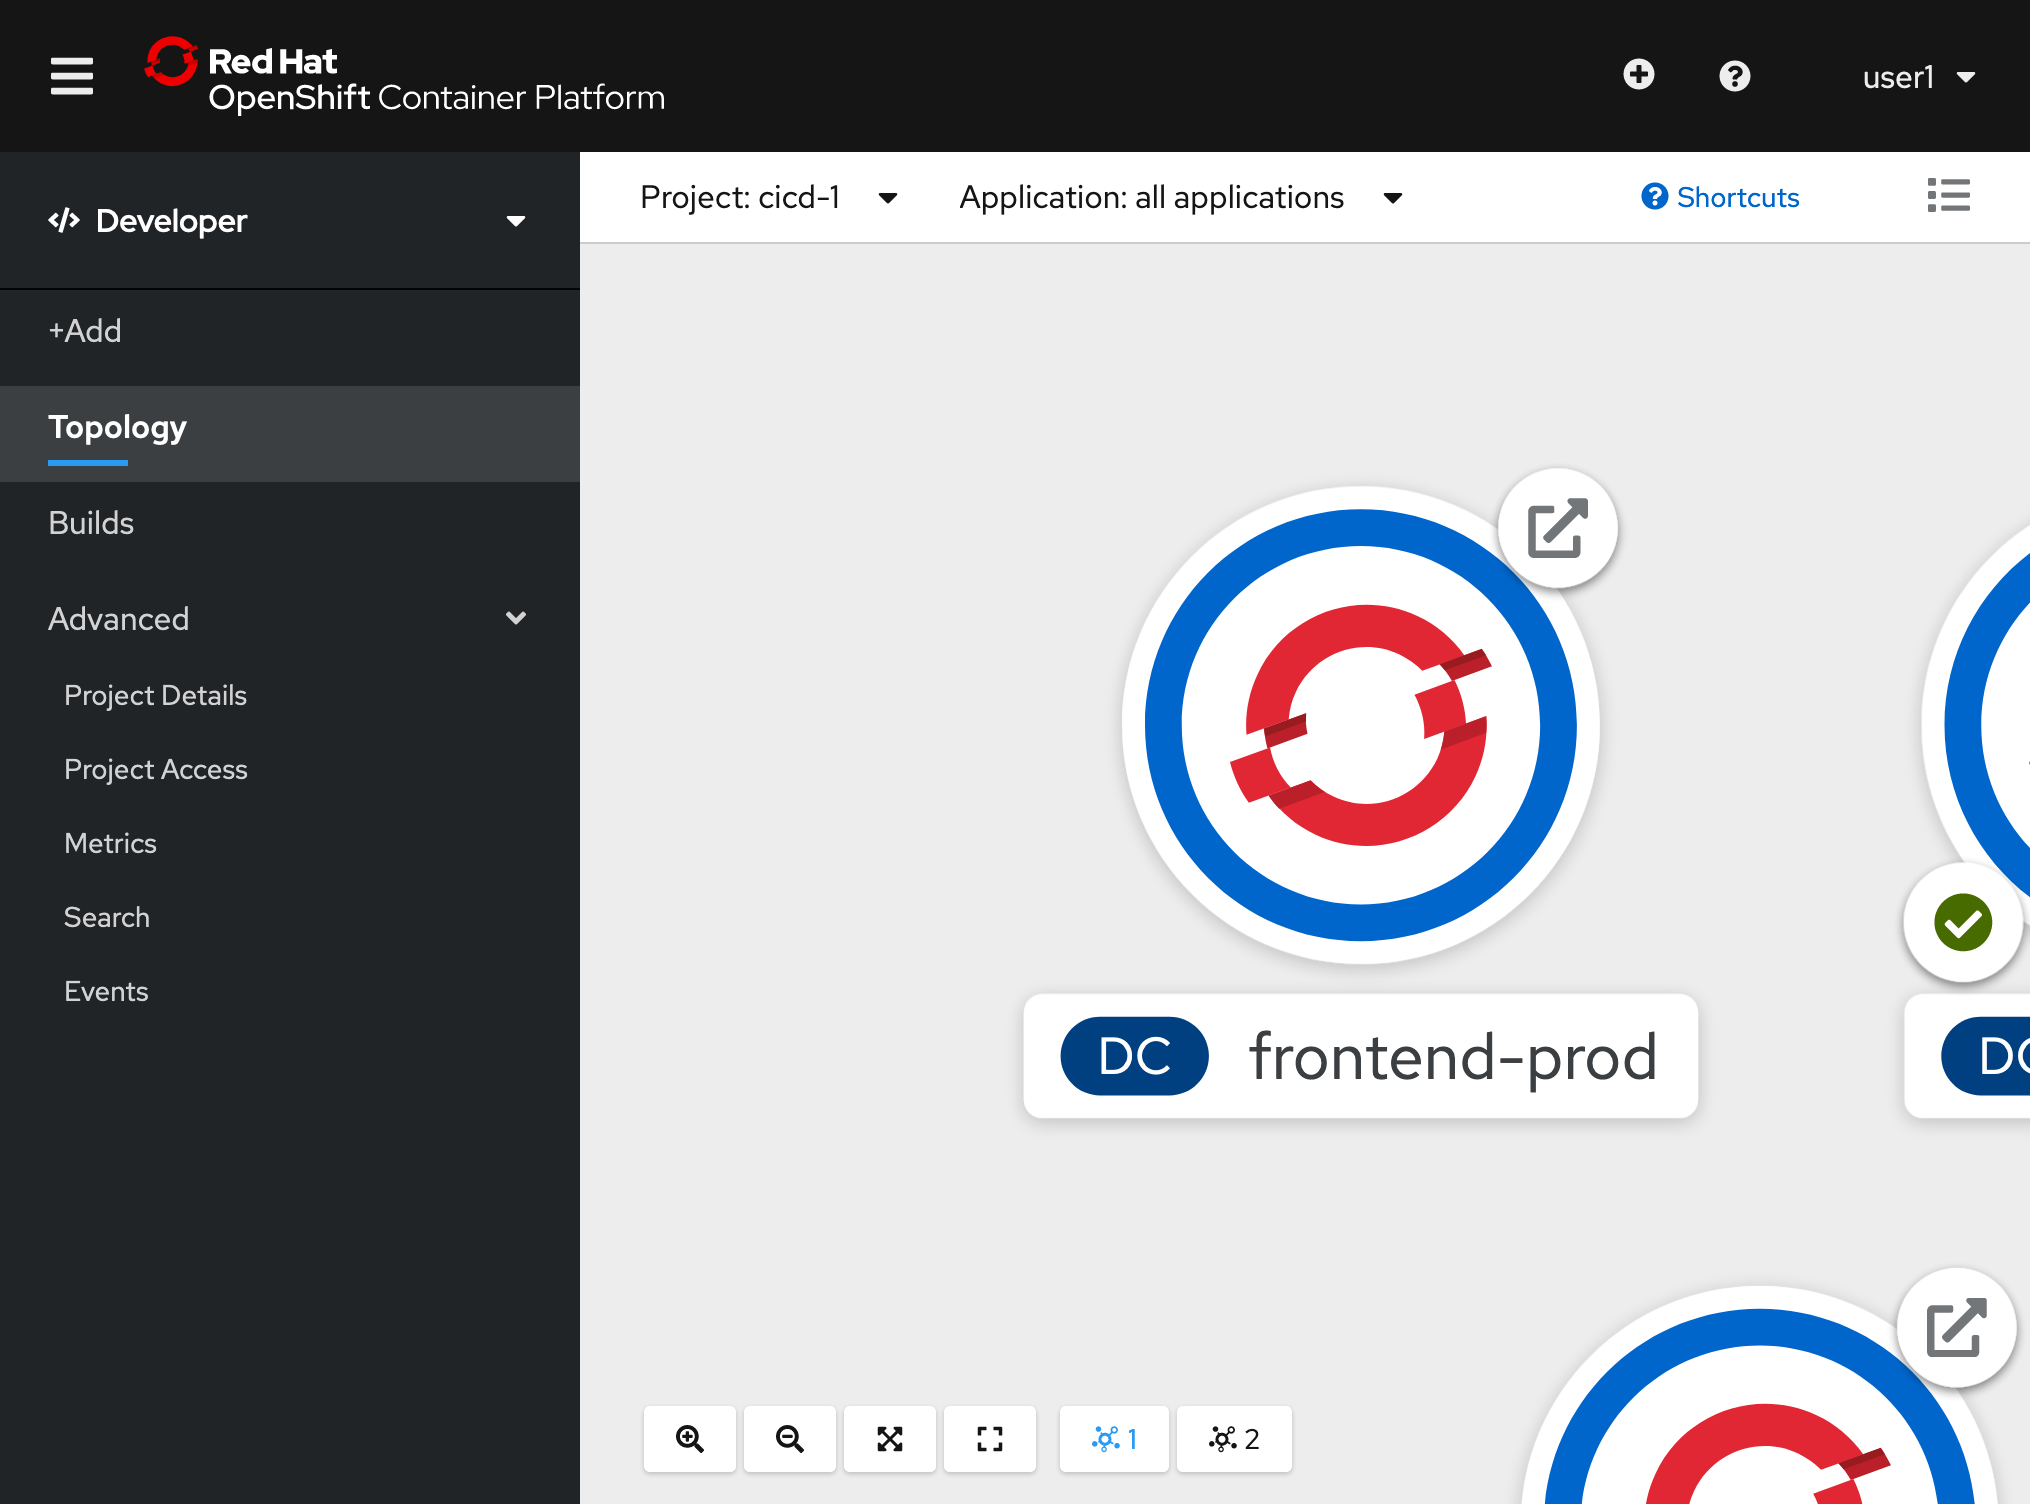 Red Hat
OpenShift Container Platform
user1
Developer
Project: cicd-1
Application: all applications
Shortcuts
+Add
Topology
Builds
Advanced
Project Details
Project Access
Metrics
Search
Events
DC frontend-prod
1
2